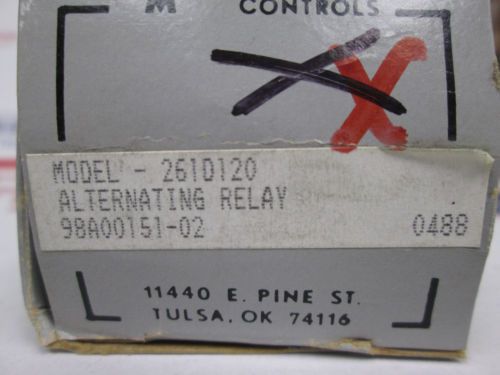 CONTROLS
MODEL - 261D120
ALTERNATING RELAY
98A00151-02 0488
11440 E. PINE ST.
TULSA, OK 74116